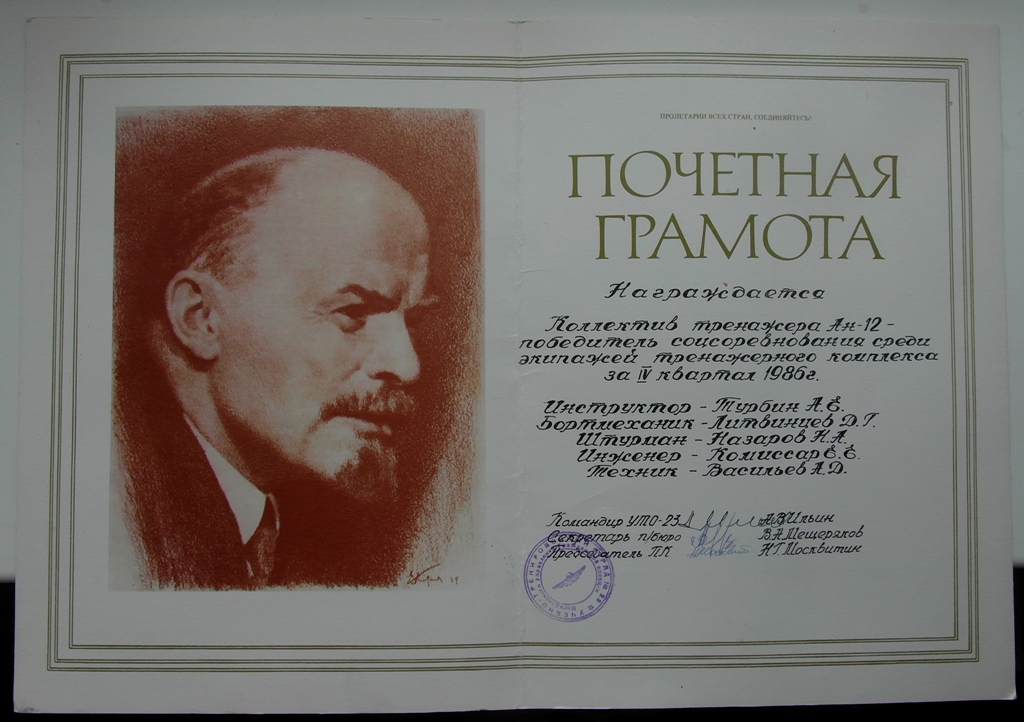 ПРОЛЕТАРИИ ВСЕХ СТРАН, СОЕДИНЯЙТЕСЬ!
ПОЧЕТНАЯ
ГРАМОТА
Награждается
Коллектив тренажера Ан-12 -
победитель соцсоревнования среди
экипажей тренажерного комплекса
за IV квартал 1986г.
Инструктор - Турбин А.Е.
Бортмеханик - Литвинцев Д.Г.
Штурман - Назаров Н.А.
Инженер - Комиссар Е.Е.
Техник - Васильев А.D.
Командир УТО-23 А.В.Ильин
Секретарь п/бюро В.А.Мещеряков
Председатель П.К Н.Г.Москвитин